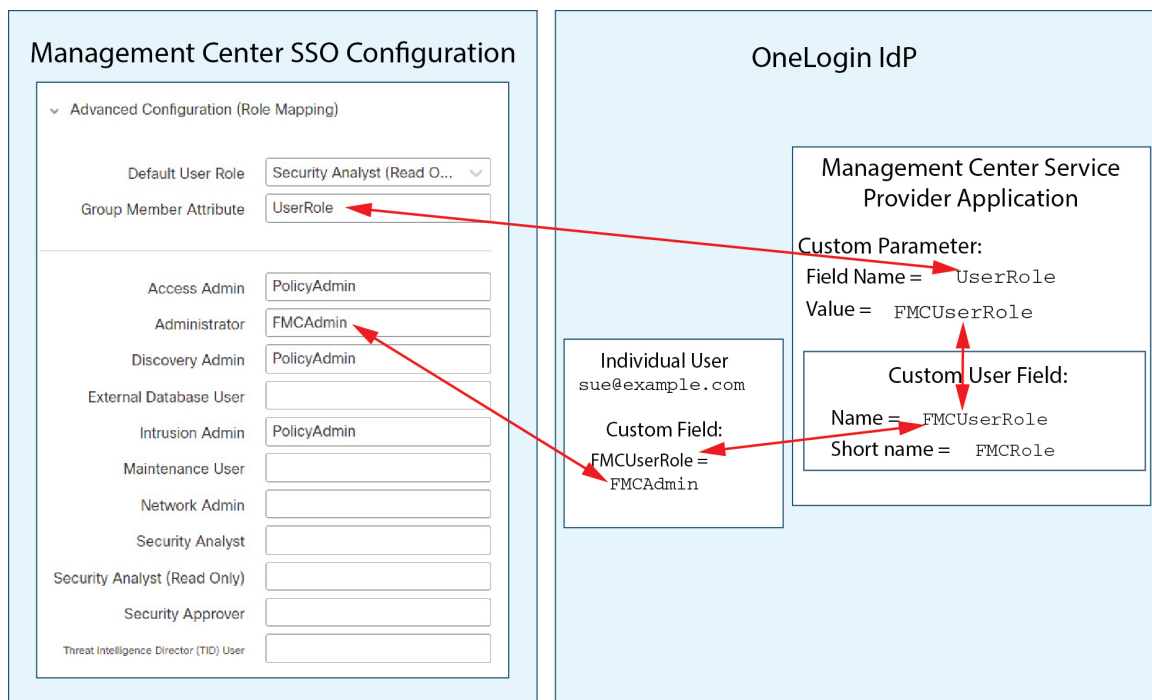 Management Center SSO Configuration
Advanced Configuration (Role Mapping)
Default User Role Security Analyst (Read O...
Group Member Attribute UserRole
Access Admin PolicyAdmin
Administrator FMCAdmin
Discovery Admin PolicyAdmin
External Database User
Intrusion Admin PolicyAdmin
Maintenance User
Network Admin
Security Analyst
Security Analyst (Read Only)
Security Approver
Threat Intelligence Director (TID) User
OneLogin IdP
Management Center Service
Provider Application
Custom Parameter:
Field Name = UserRole
Value = FMCUserRole
Custom User Field:
Name = FMCUserRole
Short name = FMCRole
Individual User
sue@example.com
Custom Field:
FMCUserRole =
FMCAdmin